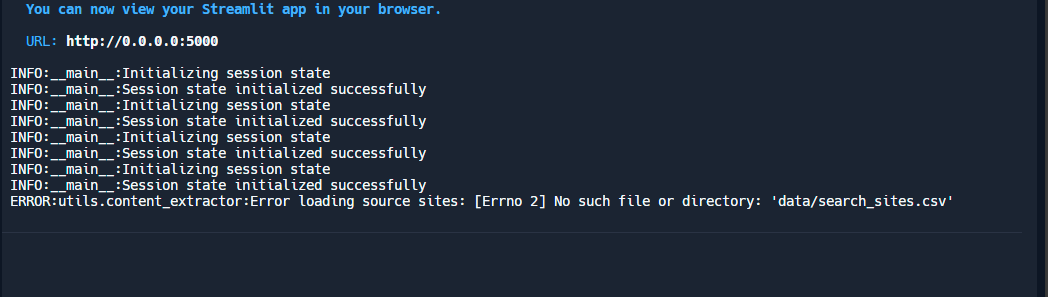 You can now view your Streamlit app in your browser.
URL: http://0.0.0.0:5000
INFO:__main__:Initializing session state
INFO:__main__:Session state initialized successfully
INFO:__main__:Initializing session state
INFO:__main__:Session state initialized successfully
INFO:__main__:Initializing session state
INFO:__main__:Session state initialized successfully
INFO:__main__:Initializing session state
INFO:__main__:Session state initialized successfully
ERROR:utils.content_extractor:Error loading source sites: [Errno 2] No such file or directory: 'data/search_sites.csv'